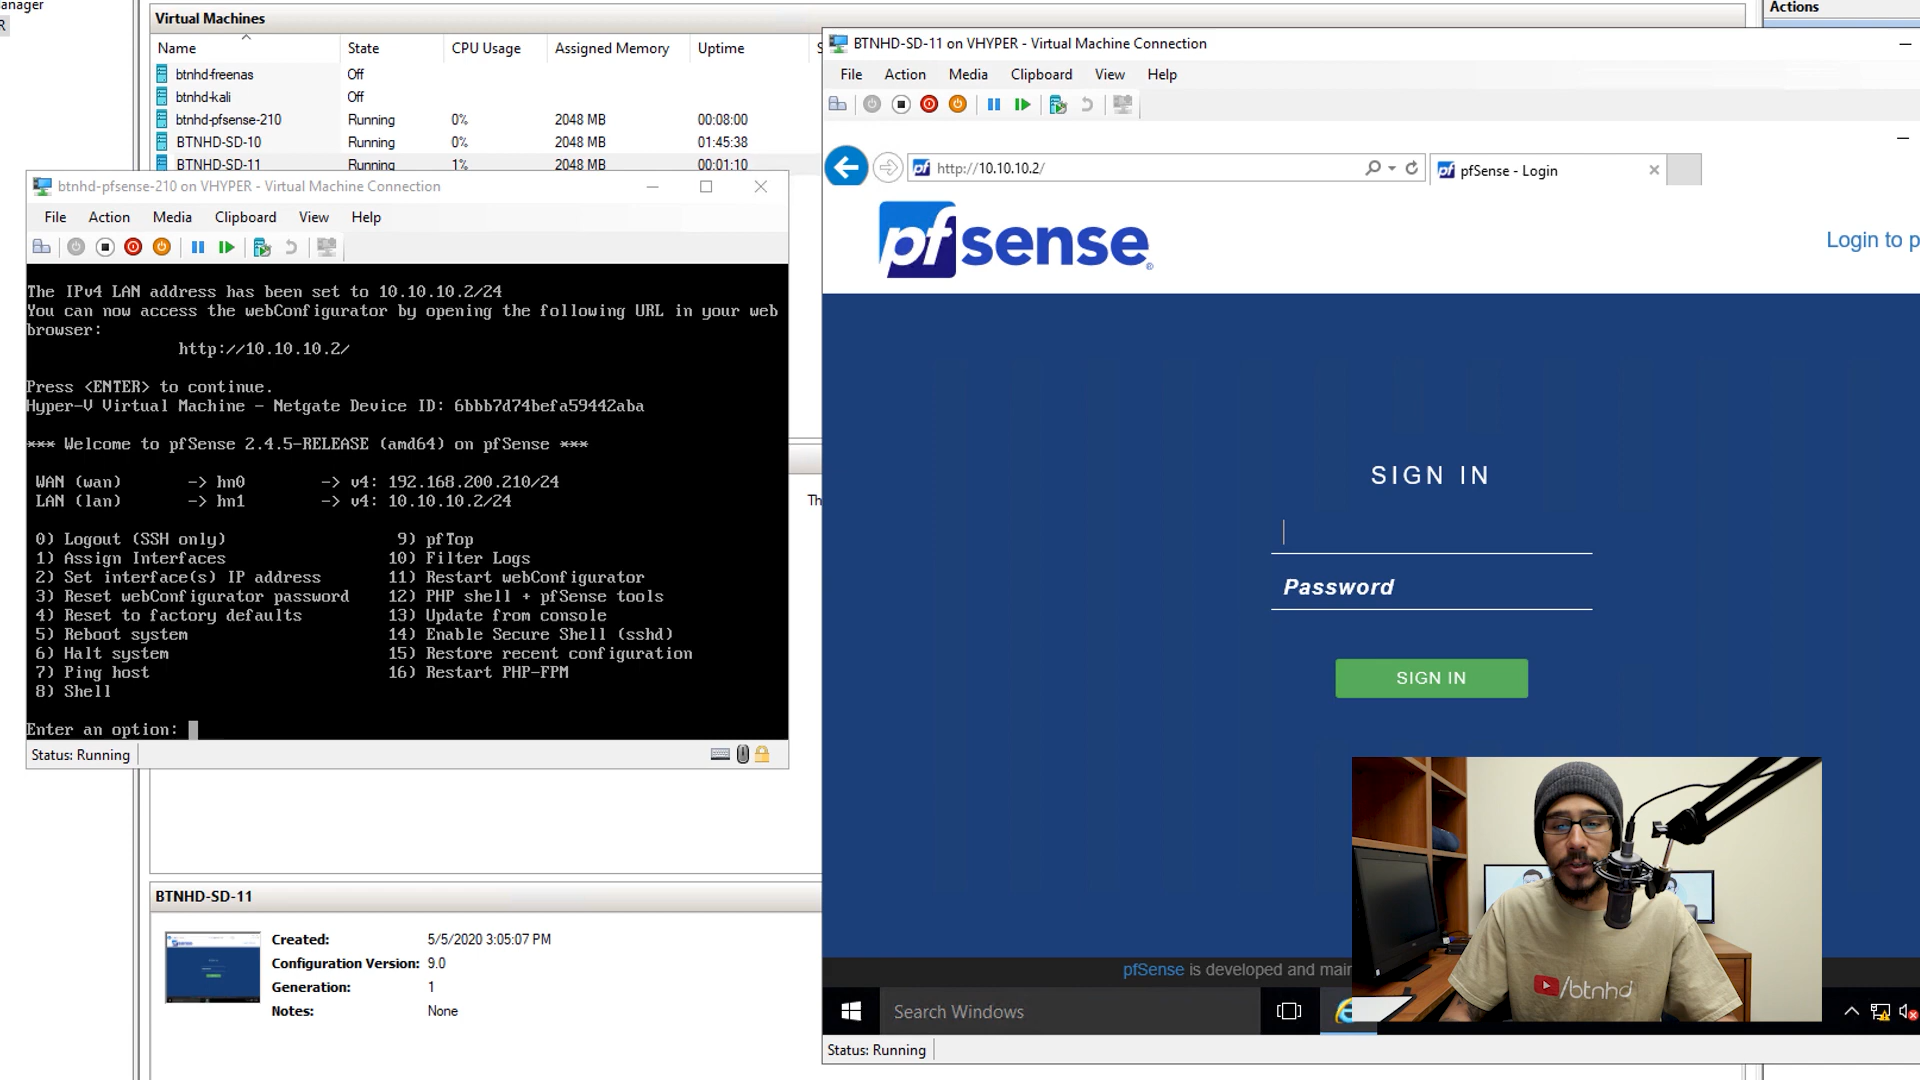 anager
R
Virtual Machines
Name State CPU Usage Assigned Memory Uptime S
btnhd-freenas Off
btnhd-kali Off
btnhd-pfsense-210 Running 0% 2048 MB 00:08:00
BTNHD-SD-10 Running 0% 2048 MB 01:45:38
BTNHD-SD-11 Running 1% 2048 MB 00:01:10
Actions
btnhd-pfsense-210 on VHYPER - Virtual Machine Connection
File Action Media Clipboard View Help
The IPv4 LAN address has been set to 10.10.10.2/24
You can now access the webConfigurator by opening the following URL in your web
browser:
http://10.10.10.2/
Press <ENTER> to continue.
Hyper-V Virtual Machine - Netgate Device ID: 6bbb7d74befa59442aba
*** Welcome to pfSense 2.4.5-RELEASE (amd64) on pfSense ***
WAN (wan) -> hn0 -> v4: 192.168.200.210/24
LAN (lan) -> hn1 -> v4: 10.10.10.2/24
0) Logout (SSH only) 9) pfTop
1) Assign Interfaces 10) Filter Logs
2) Set interface(s) IP address 11) Restart webConfigurator
3) Reset webConfigurator password 12) PHP shell + pfSense tools
4) Reset to factory defaults 13) Update from console
5) Reboot system 14) Enable Secure Shell (sshd)
6) Halt system 15) Restore recent configuration
7) Ping host 16) Restart PHP-FPM
8) Shell
Enter an option:
Status: Running
Th
BTNHD-SD-11
Created: 5/5/2020 3:05:07 PM
Configuration Version: 9.0
Generation: 1
Notes: None
BTNHD-SD-11 on VHYPER - Virtual Machine Connection
File Action Media Clipboard View Help
http://10.10.10.2/
pfSense - Login
pfsense
Login to p
SIGN IN
Password
SIGN IN
pfSense is developed and main
/btnhd
Search Windows
Status: Running